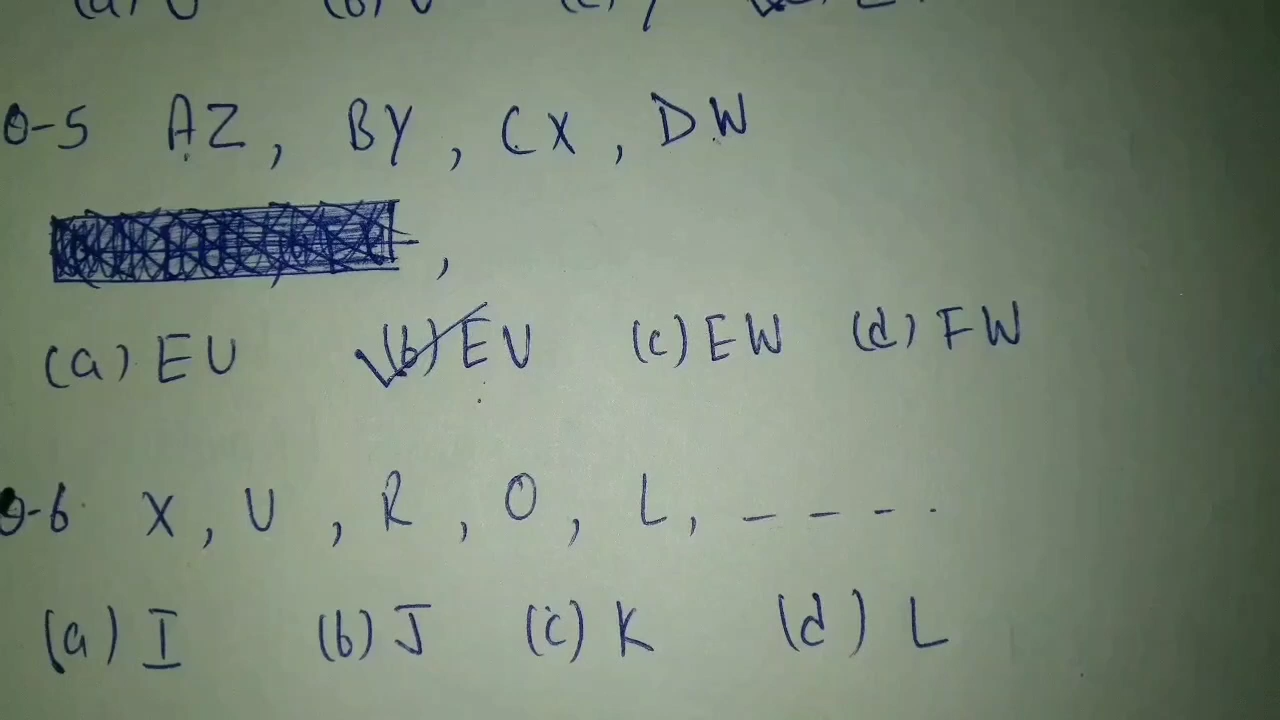 Q-5 AZ, BY, CX, DW
,
(a) EU (b) EV (c) EW (d) FW
Q-6 X, U, R, O, L, _ _ _ .
(a) I (b) J (c) K (d) L